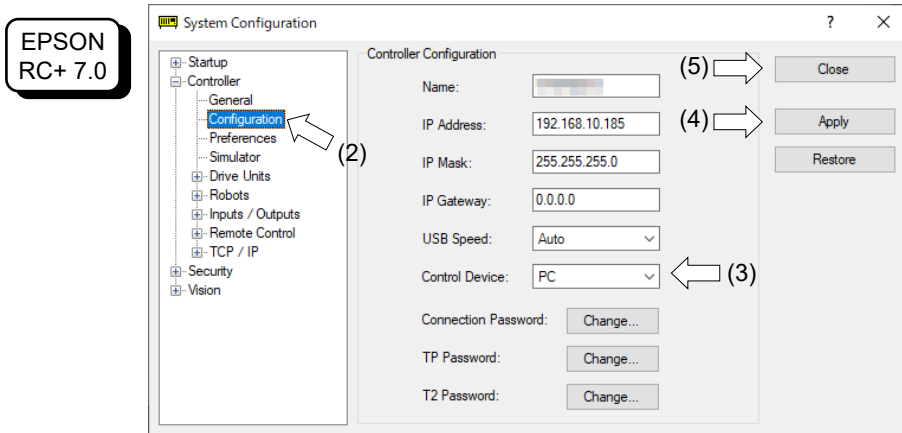 EPSON
RC+ 7.0
System Configuration
?
Startup
Controller
General
Configuration
Preferences
Simulator
Drive Units
Robots
Inputs / Outputs
Remote Control
TCP / IP
Security
Vision
(2)
Controller Configuration
Name:
IP Address: 192.168.10.185
IP Mask: 255.255.255.0
IP Gateway: 0.0.0.0
USB Speed: Auto
Control Device: PC (3)
Connection Password: Change...
TP Password: Change...
T2 Password: Change...
(5) Close
(4) Apply
Restore